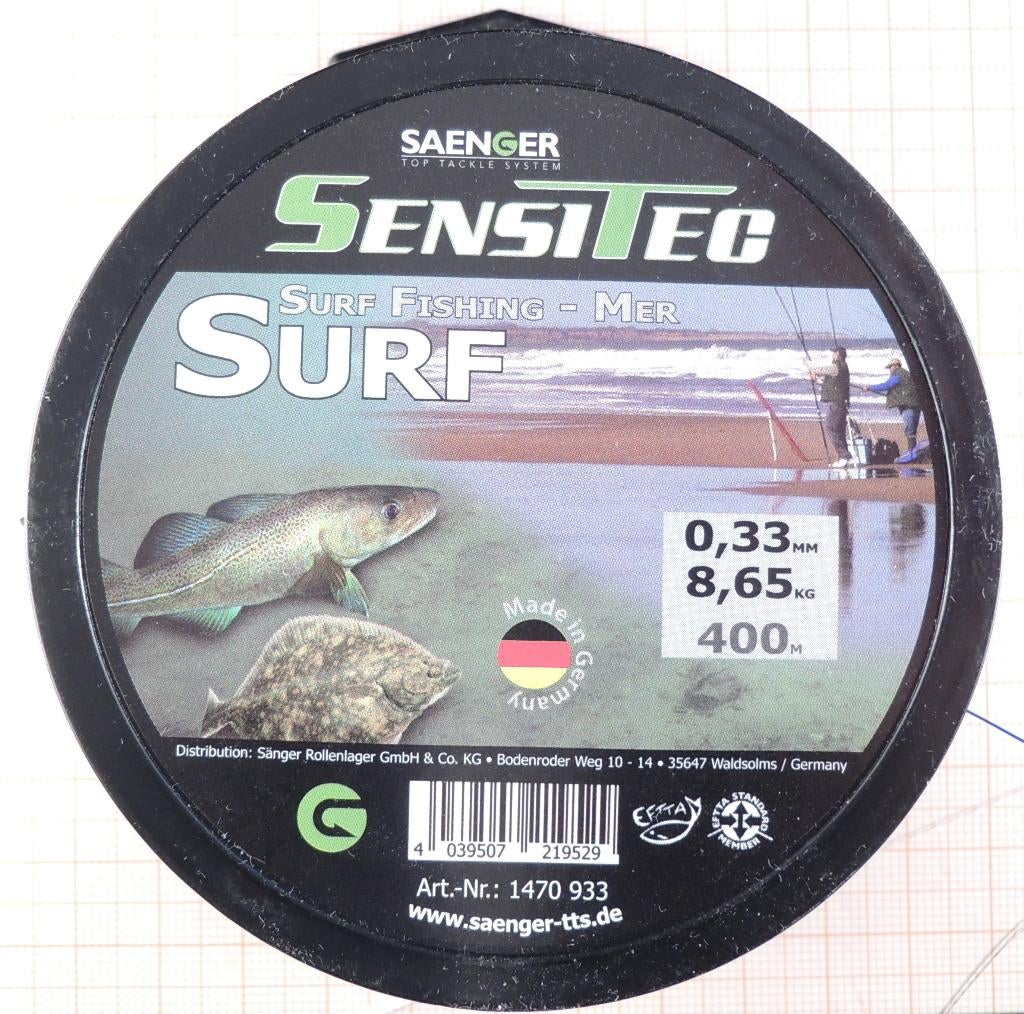 SAENGER
TOP TACKLE SYSTEM
SENSITEC
SURF FISHING - MER
SURF
0,33MM
8,65KG
400M
Made in Germany
Distribution: Sänger Rollenlager GmbH & Co. KG • Bodenroder Weg 10 - 14 • 35647 Waldsolms / Germany
4 039507 219529
EFTTA
EFTTA STANDARD MEMBER
Art.-Nr.: 1470 933
www.saenger-tts.de